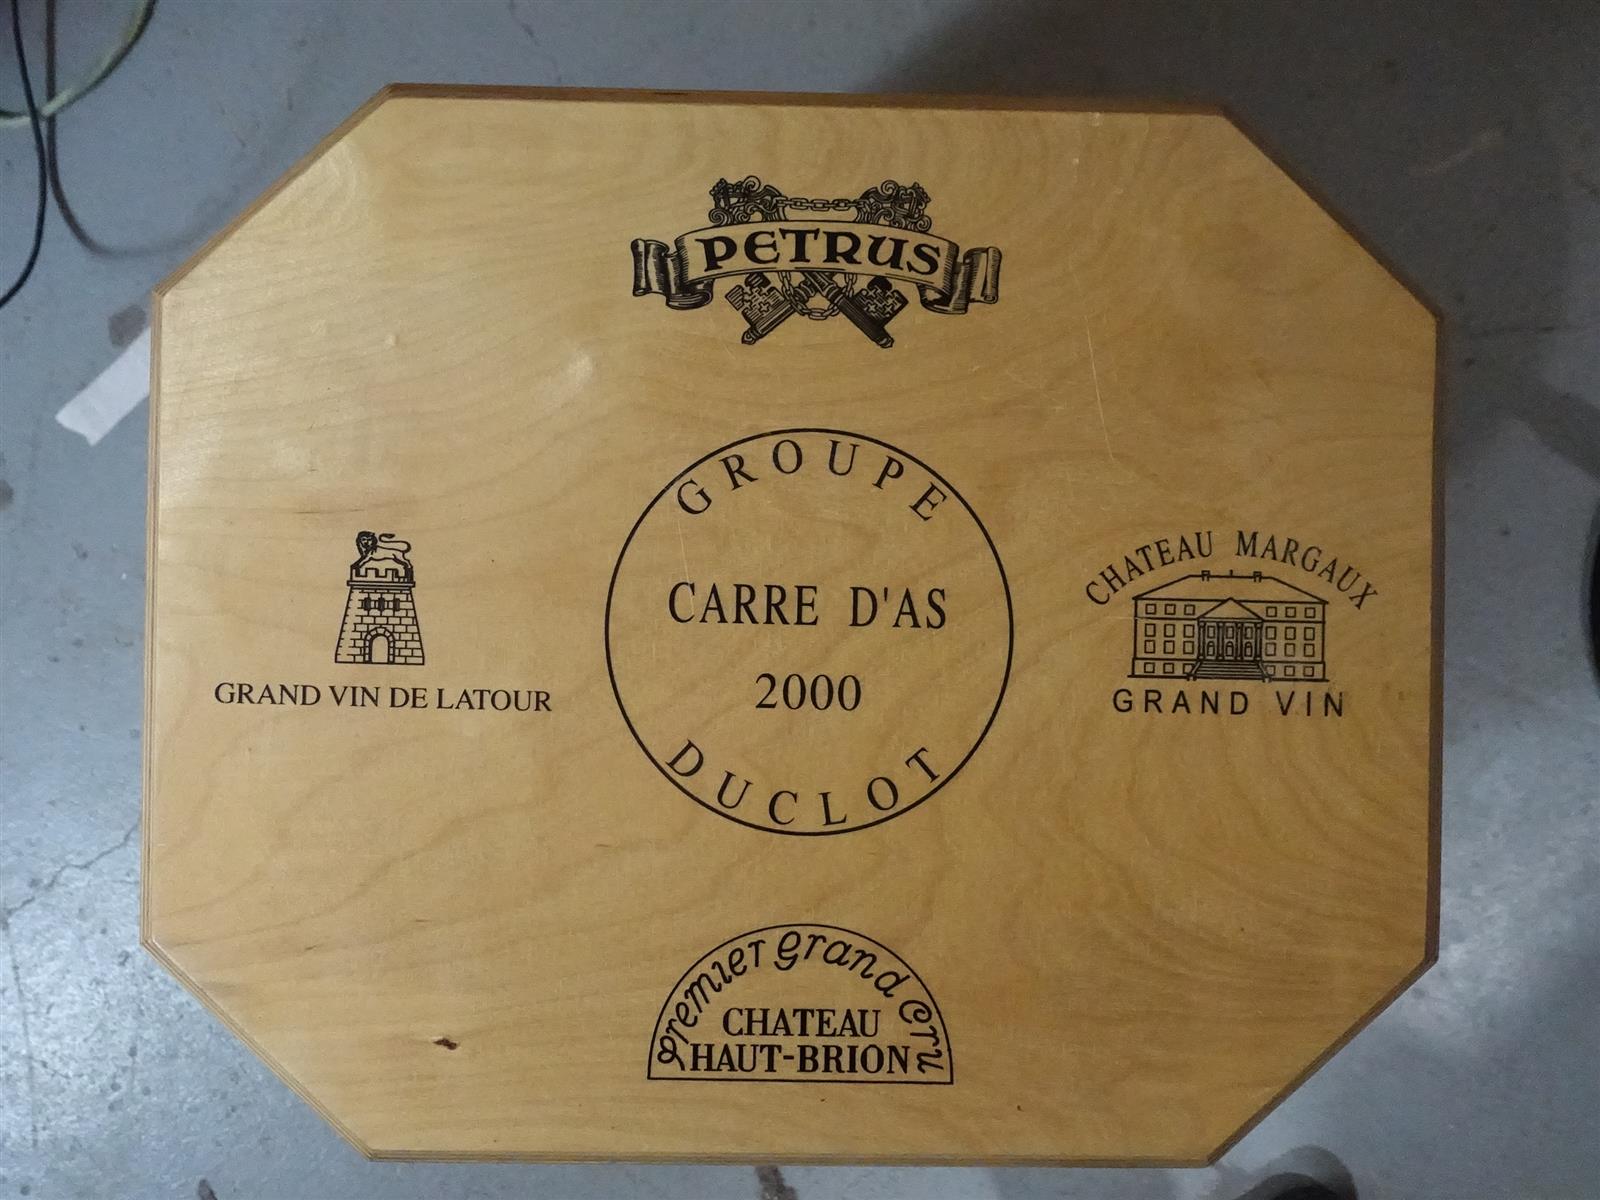 PETRUS
GROUPE
CARRE D'AS
2000
DUCLOT
GRAND VIN DE LATOUR
CHATEAU MARGAUX
GRAND VIN
Premier Grand Cru
CHATEAU
HAUT-BRION